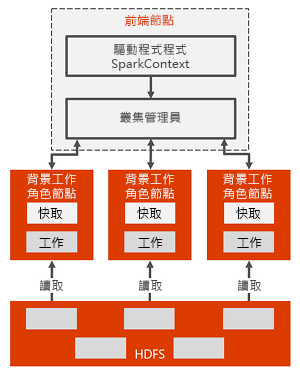 前端節點
驅動程式程式
SparkContext
叢集管理員
背景工作
角色節點
快取
工作
背景工作
角色節點
快取
工作
背景工作
角色節點
快取
工作
讀取
讀取
讀取
HDFS